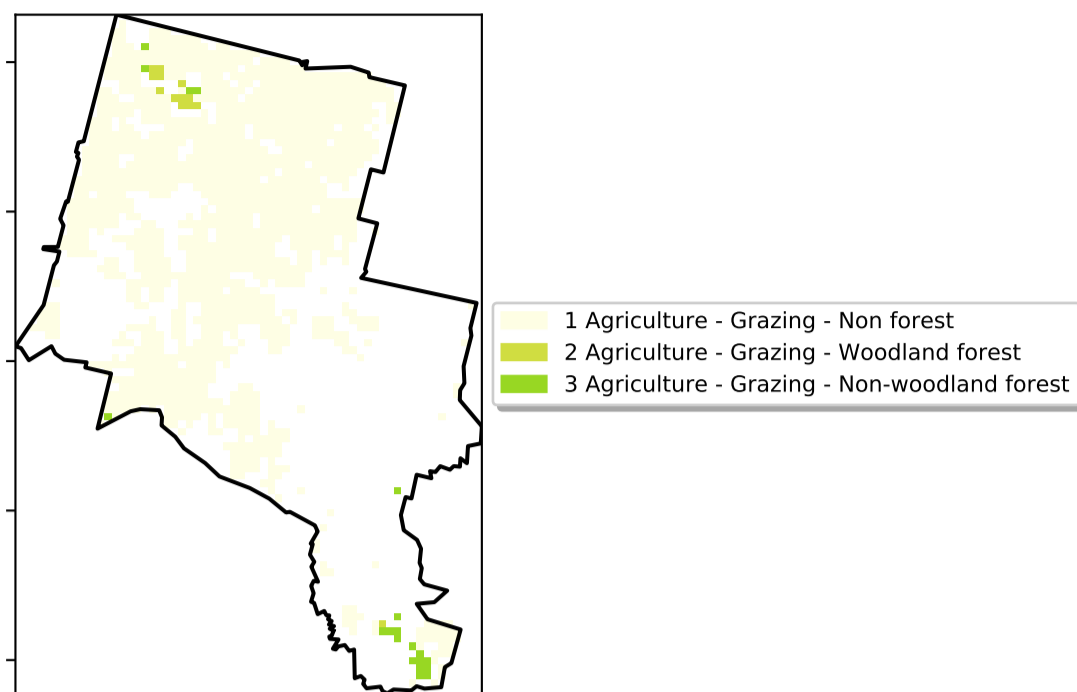 1 Agriculture - Grazing - Non forest
2 Agriculture - Grazing - Woodland forest
3 Agriculture - Grazing - Non-woodland forest